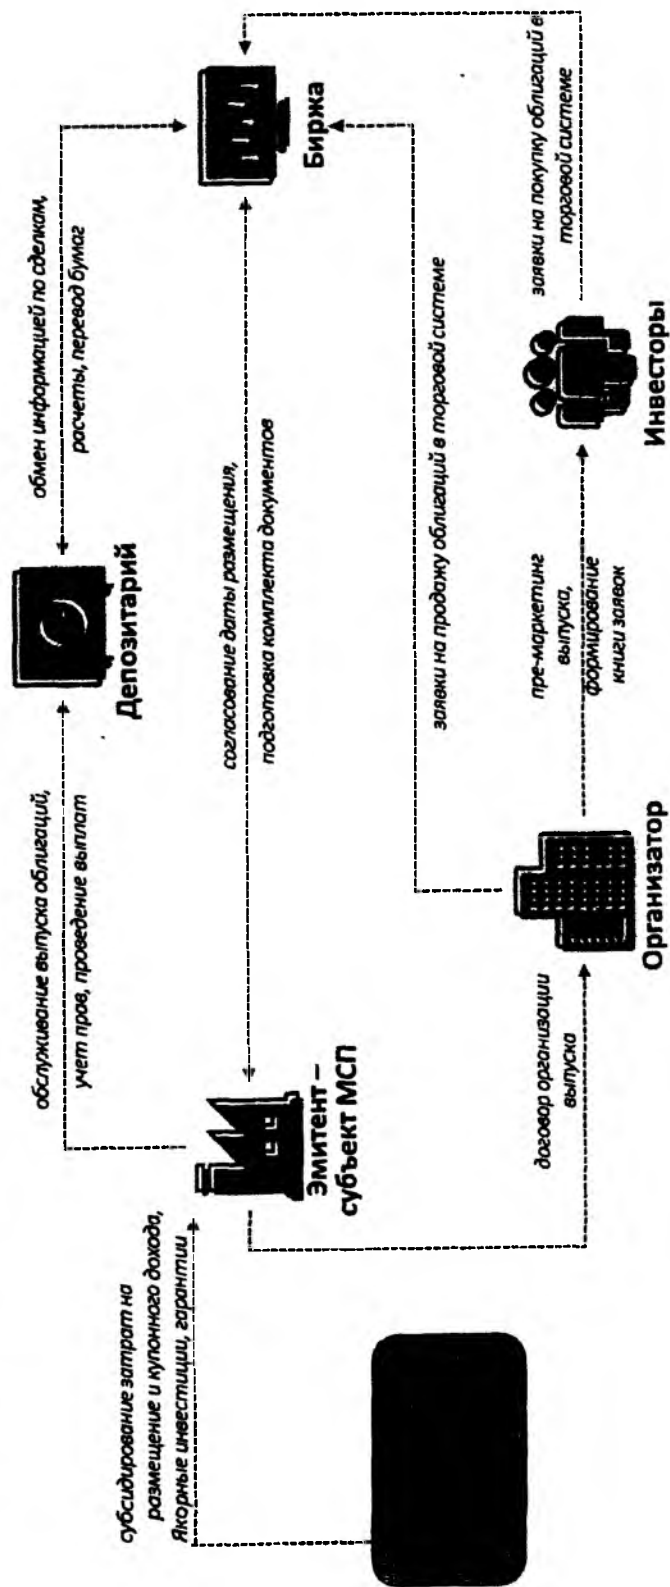 субсидирование затрат на
размещение и купонного дохода,
Якорные инвестиции, гарантии
Эмитент –
субъект МСП
обслуживание выпуска облигаций,
учет прав, проведение выплат
Депозитарий
обмен информацией по сделкам,
расчеты, перевод бумаг
согласование даты размещения,
подготовка комплекта документов
Биржа
заявки на продажу облигаций в торговой системе
договор организации
выпуска
Организатор
пре-маркетинг
выпуска,
формирование
книги заявок
Инвесторы
заявки на покупку облигаций в
торговой системе